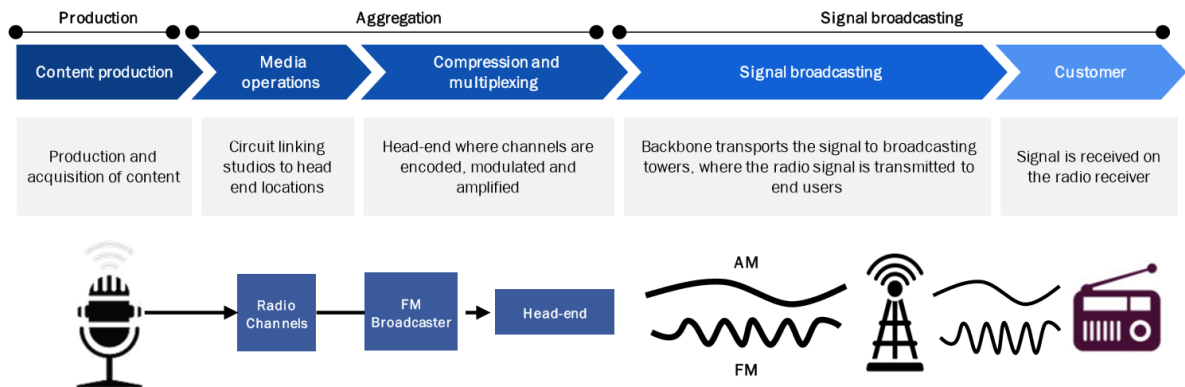 Production
Aggregation
Signal broadcasting
Content production
Media
operations
Compression and
multiplexing
Signal broadcasting
Customer
Production and
acquisition of content
Circuit linking
studios to head
end locations
Head-end where channels are
encoded, modulated and
amplified
Backbone transports the signal to broadcasting
towers, where the radio signal is transmitted to
end users
Signal is received on
the radio receiver
Radio
Channels
FM
Broadcaster
Head-end
AM
FM